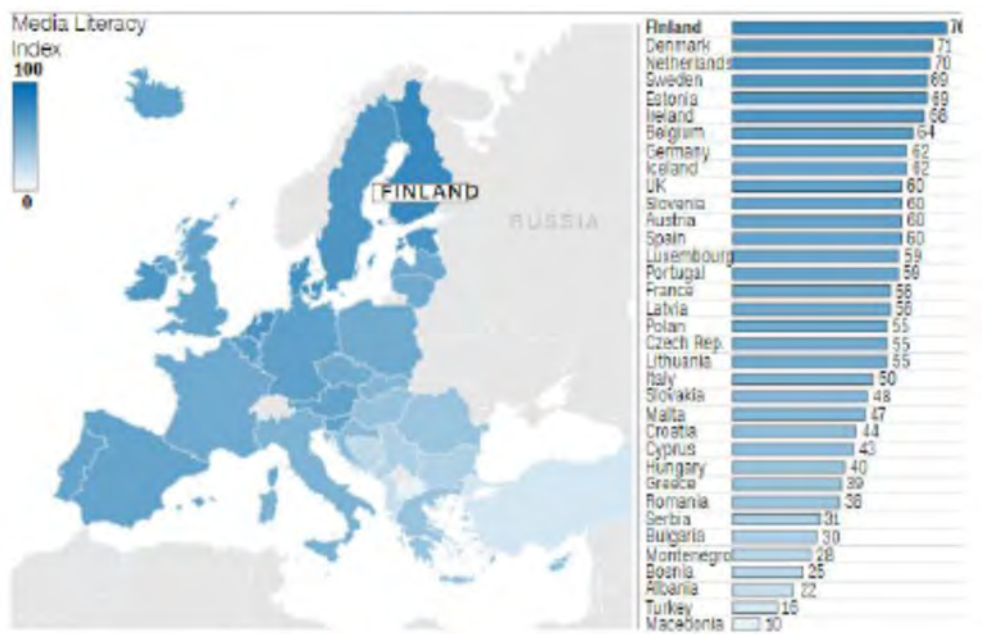 Media Literacy
Index
100
0
FINLAND
RUSSIA
Finland 76
Denmark 71
Netherlands 70
Sweden 69
Estonia 69
Ireland 68
Belgium 64
Germany 62
Iceland 62
UK 60
Slovenia 60
Austria 60
Spain 60
Luxembourg 59
Portugal 59
France 56
Latvia 56
Polan 55
Czech Rep. 55
Lithuania 55
Italy 50
Slovakia 48
Malta 47
Croatia 44
Cyprus 43
Hungary 40
Greece 39
Romania 38
Serbia 31
Bulgaria 30
Montenegro 28
Bosnia 25
Albania 22
Turkey 16
Macedonia 10